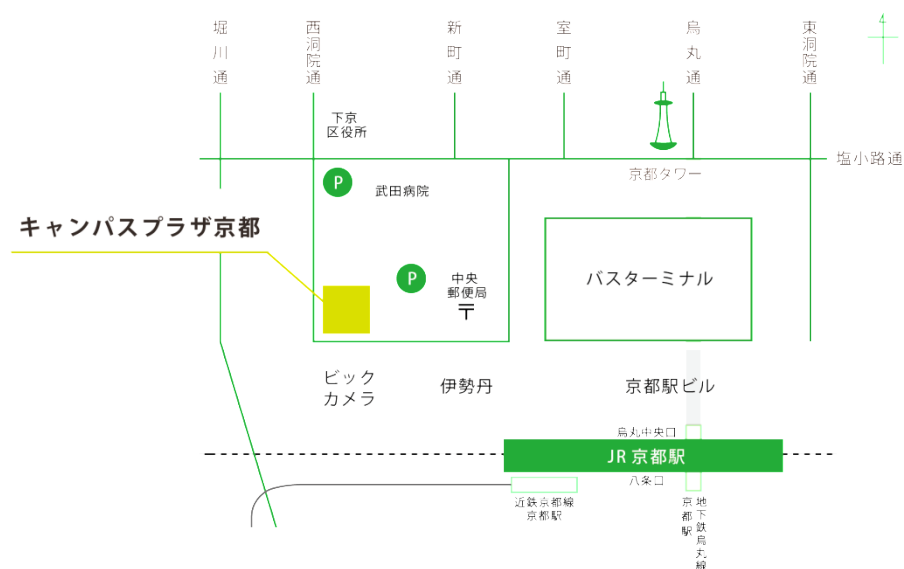 堀川通
西洞院通
新町通
室町通
烏丸通
東洞院通
4
下京
区役所
塩小路通
京都タワー
P
武田病院
キャンパスプラザ京都
P
中央
郵便局
〒
バスターミナル
ビック
カメラ
伊勢丹
京都駅ビル
烏丸中央口
JR 京都駅
八条口
近鉄京都線
京都駅
地下鉄烏丸線
京都駅